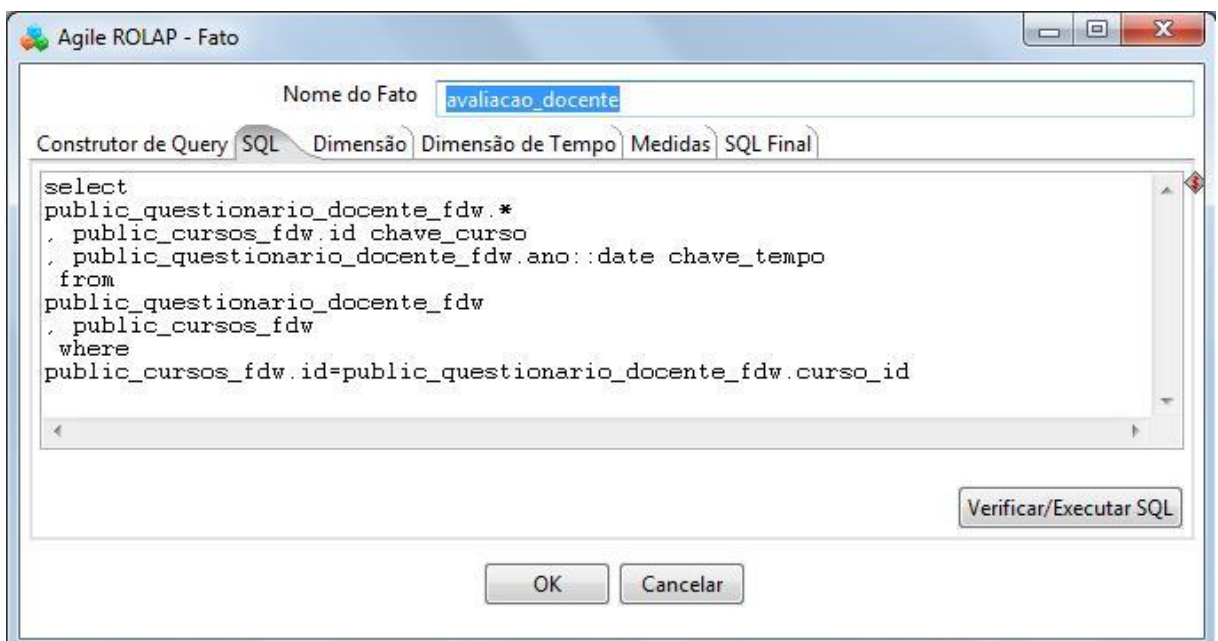 Agile ROLAP - Fato
Nome do Fato avaliacao_docente
Construtor de Query SQL Dimensão Dimensão de Tempo Medidas SQL Final
select
public_questionario_docente_fdw.*
, public_cursos_fdw.id chave_curso
, public_questionario_docente_fdw.ano::date chave_tempo
from
public_questionario_docente_fdw
, public_cursos_fdw
where
public_cursos_fdw.id=public_questionario_docente_fdw.curso_id
Verificar/Executar SQL
OK Cancelar